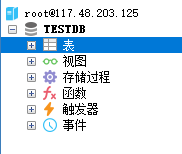 root@117.48.203.125
TESTDB
表
视图
存储过程
函数
触发器
事件